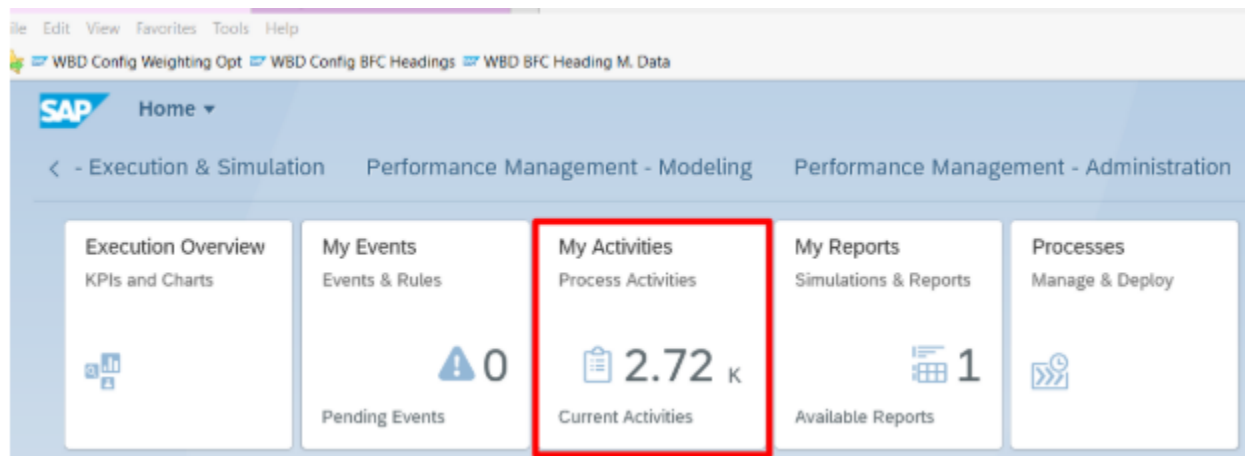 ile Edit View Favorites Tools Help
WBD Config Weighting Opt WBD Config BFC Headings WBD BFC Heading M. Data
SAP Home
- Execution & Simulation Performance Management - Modeling Performance Management - Administration
Execution Overview My Events My Activities My Reports Processes
KPIs and Charts Events & Rules Process Activities Simulations & Reports Manage & Deploy
0 2.72 K 1
Pending Events Current Activities Available Reports